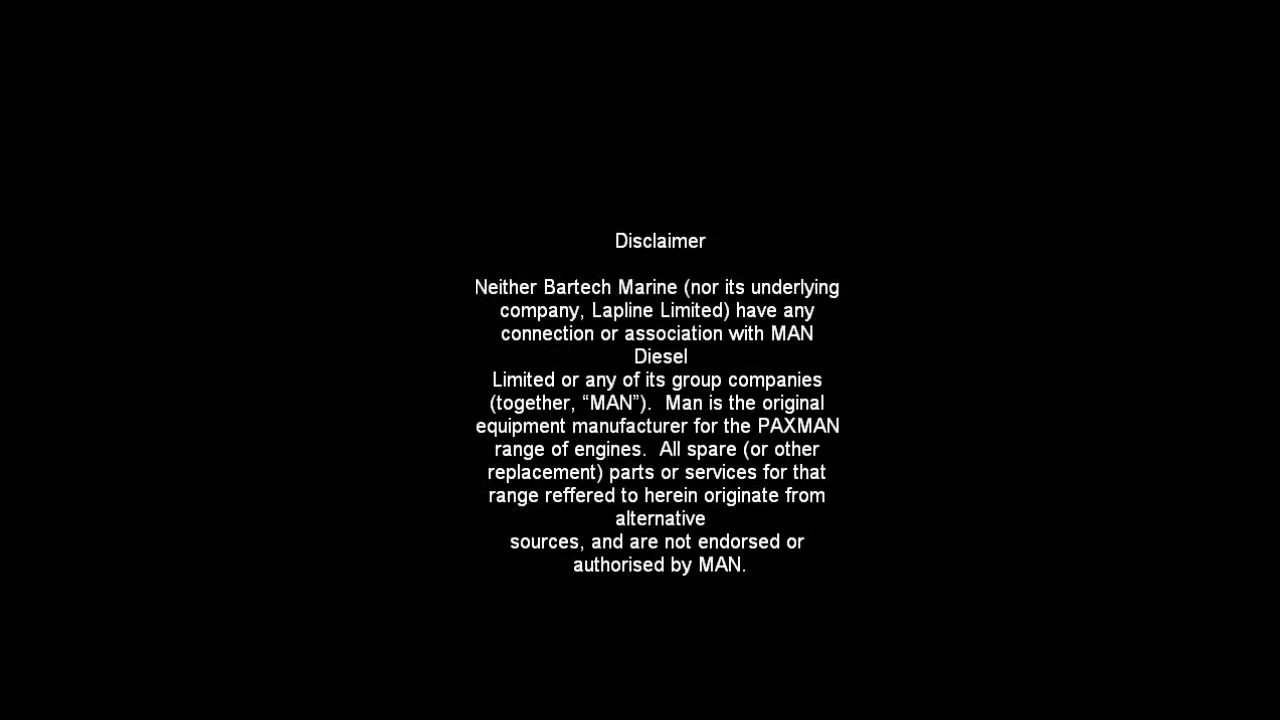 Disclaimer
Neither Bartech Marine (nor its underlying
company, Lapline Limited) have any
connection or association with MAN
Diesel
Limited or any of its group companies
(together, “MAN”).  Man is the original
equipment manufacturer for the PAXMAN
range of engines.  All spare (or other
replacement) parts or services for that
range reffered to herein originate from
alternative
sources, and are not endorsed or
authorised by MAN.